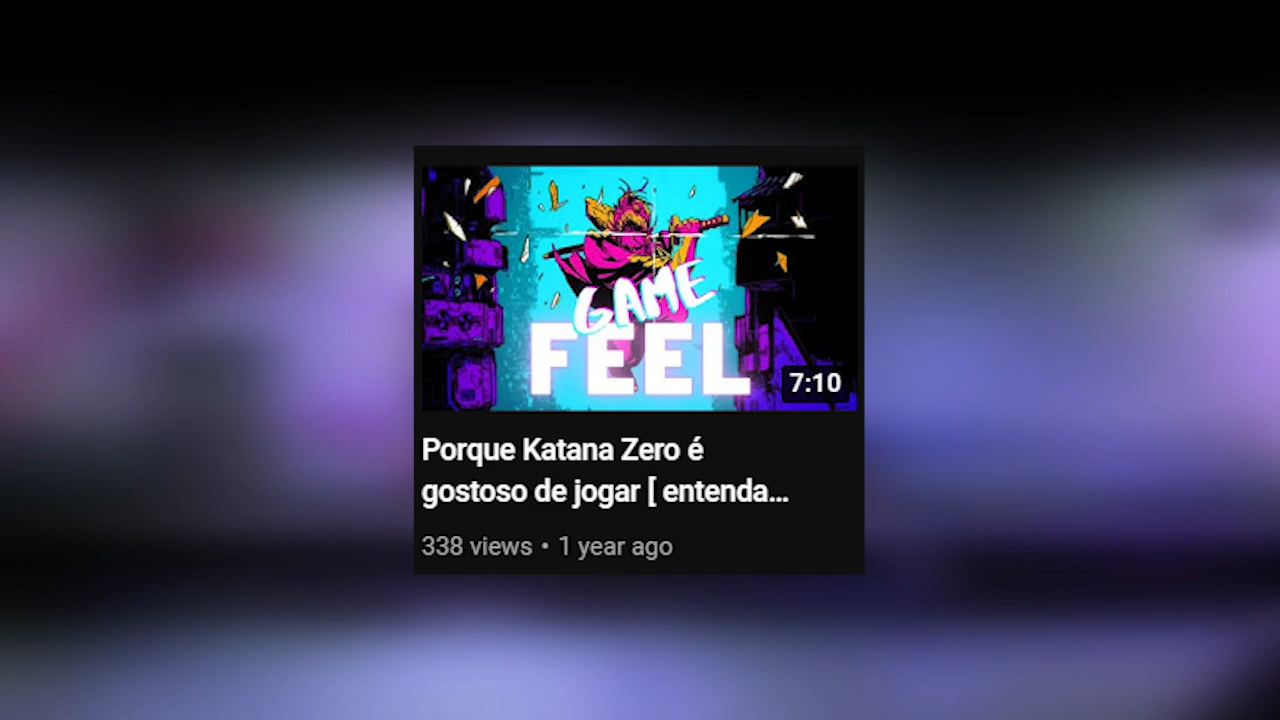 GAME
FEEL
7:10
Porque Katana Zero é
gostoso de jogar [ entenda...
338 views • 1 year ago